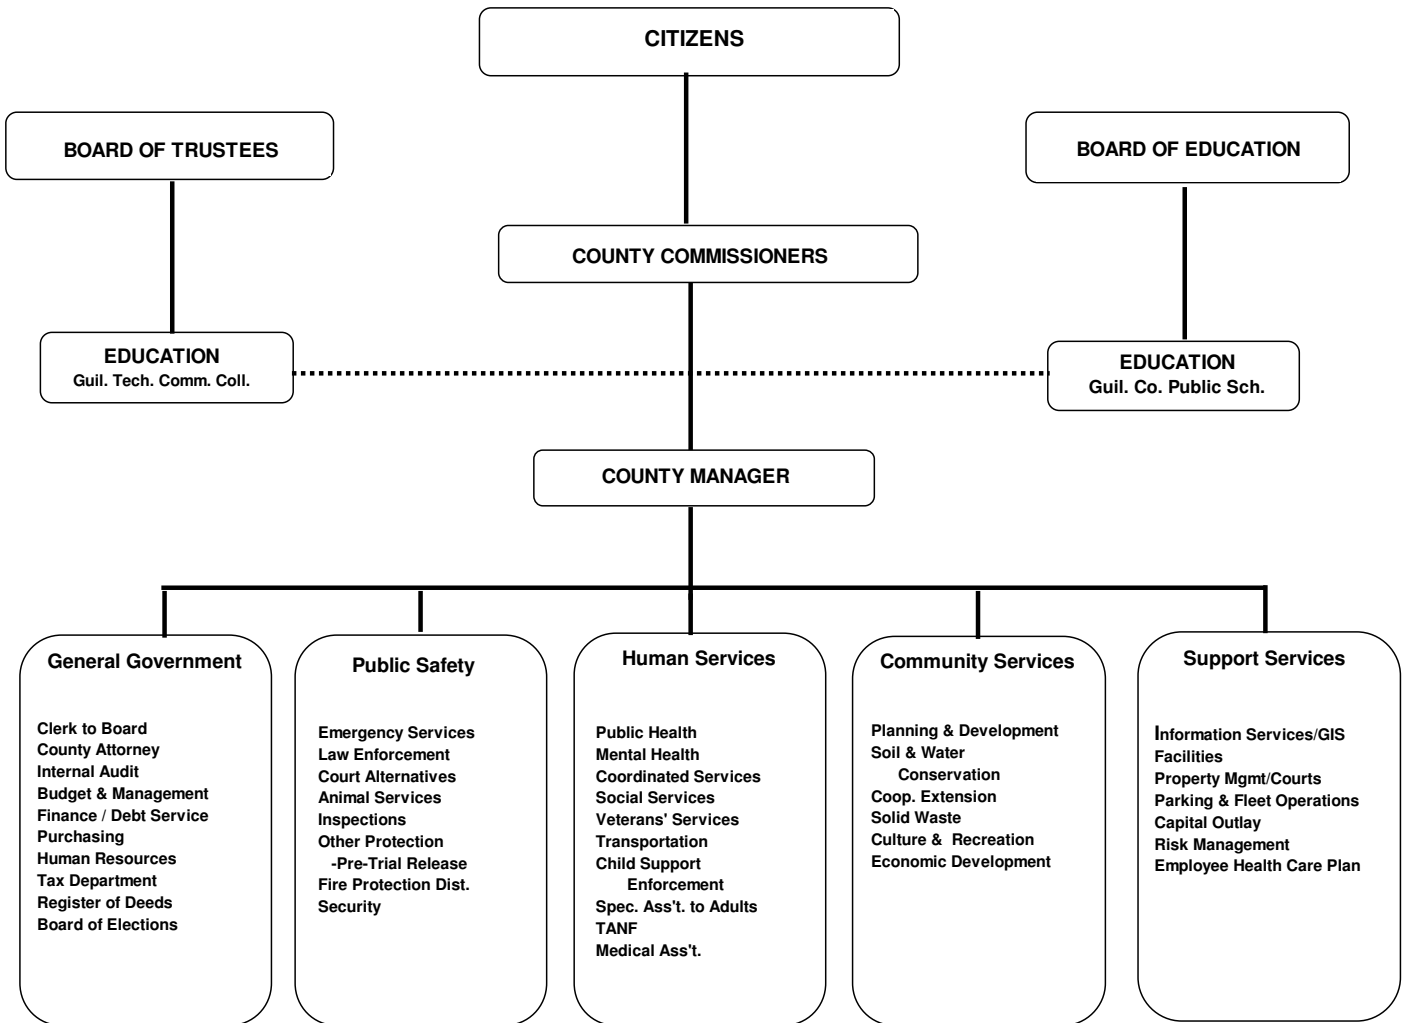 CITIZENS
BOARD OF TRUSTEES
BOARD OF EDUCATION
COUNTY COMMISSIONERS
EDUCATION
Guil. Tech. Comm. Coll.
EDUCATION
Guil. Co. Public Sch.
COUNTY MANAGER
General Government
Clerk to Board
County Attorney
Internal Audit
Budget & Management
Finance / Debt Service
Purchasing
Human Resources
Tax Department
Register of Deeds
Board of Elections
Public Safety
Emergency Services
Law Enforcement
Court Alternatives
Animal Services
Inspections
Other Protection
-Pre-Trial Release
Fire Protection Dist.
Security
Human Services
Public Health
Mental Health
Coordinated Services
Social Services
Veterans' Services
Transportation
Child Support
Enforcement
Spec. Ass't. to Adults
TANF
Medical Ass't.
Community Services
Planning & Development
Soil & Water
Conservation
Coop. Extension
Solid Waste
Culture &  Recreation
Economic Development
Support Services
Information Services/GIS
Facilities
Property Mgmt/Courts
Parking & Fleet Operations
Capital Outlay
Risk Management
Employee Health Care Plan